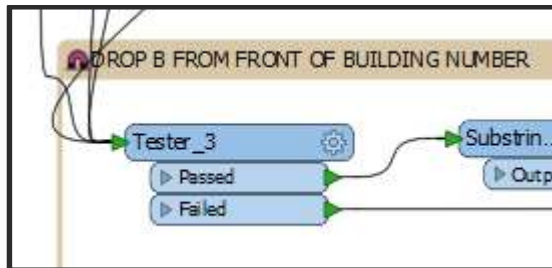 DROP B FROM FRONT OF BUILDING NUMBER
Tester_3
Substrin...
Passed
Outp
Failed